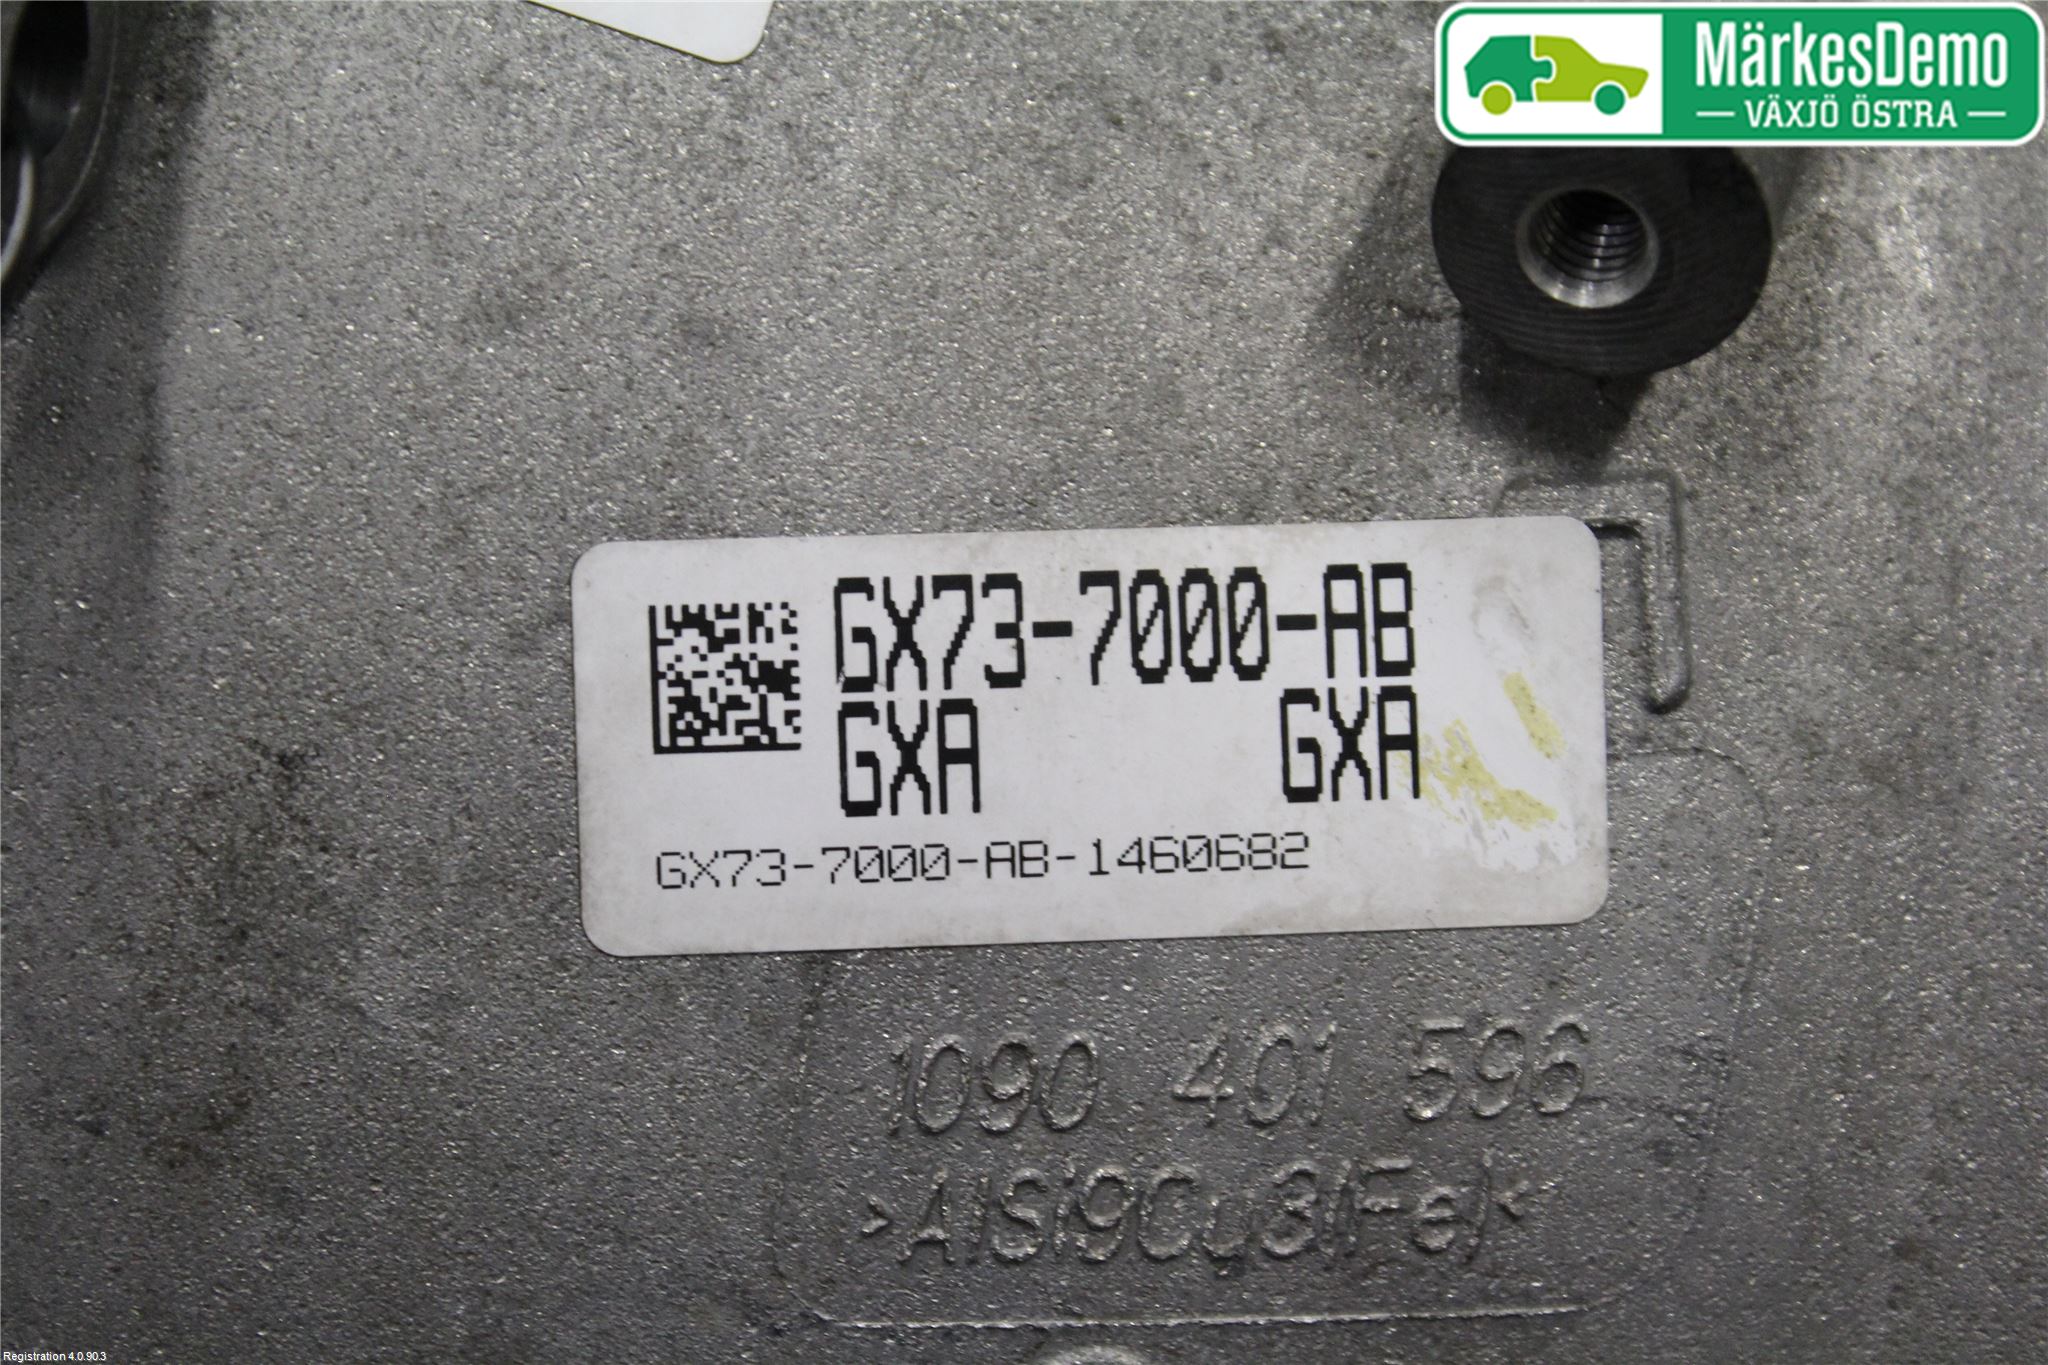 MärkesDemo
VÄXJÖ ÖSTRA
GX73-7000-AB
GXA GXA
GX73-7000-AB-1460682
1090 401 596
>AlSi9Cu3(Fe)<
Registration 4.0.90.3